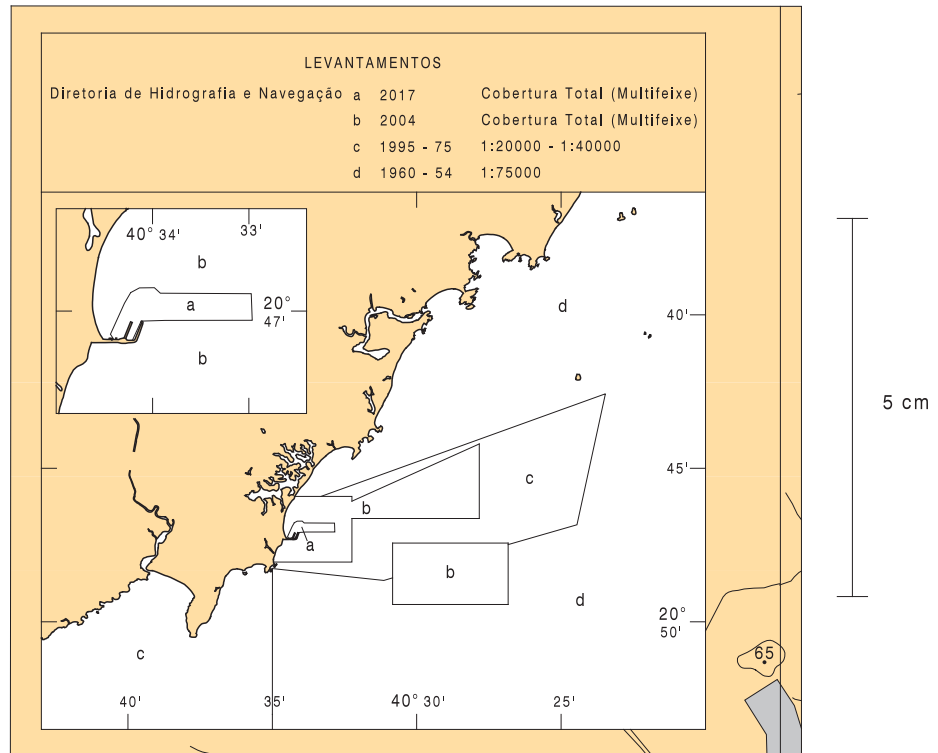 LEVANTAMENTOS
Diretoria de Hidrografia e Navegação a 2017 Cobertura Total (Multifeixe)
b 2004 Cobertura Total (Multifeixe)
c 1995 - 75 1:20000 - 1:40000
d 1960 - 54 1:75000
40° 34' 33'
b
a
20°
47'
b
d
40'
5 cm
45'
c
b
a
b
d
20°
50'
c
65
40' 35' 40° 30' 25'